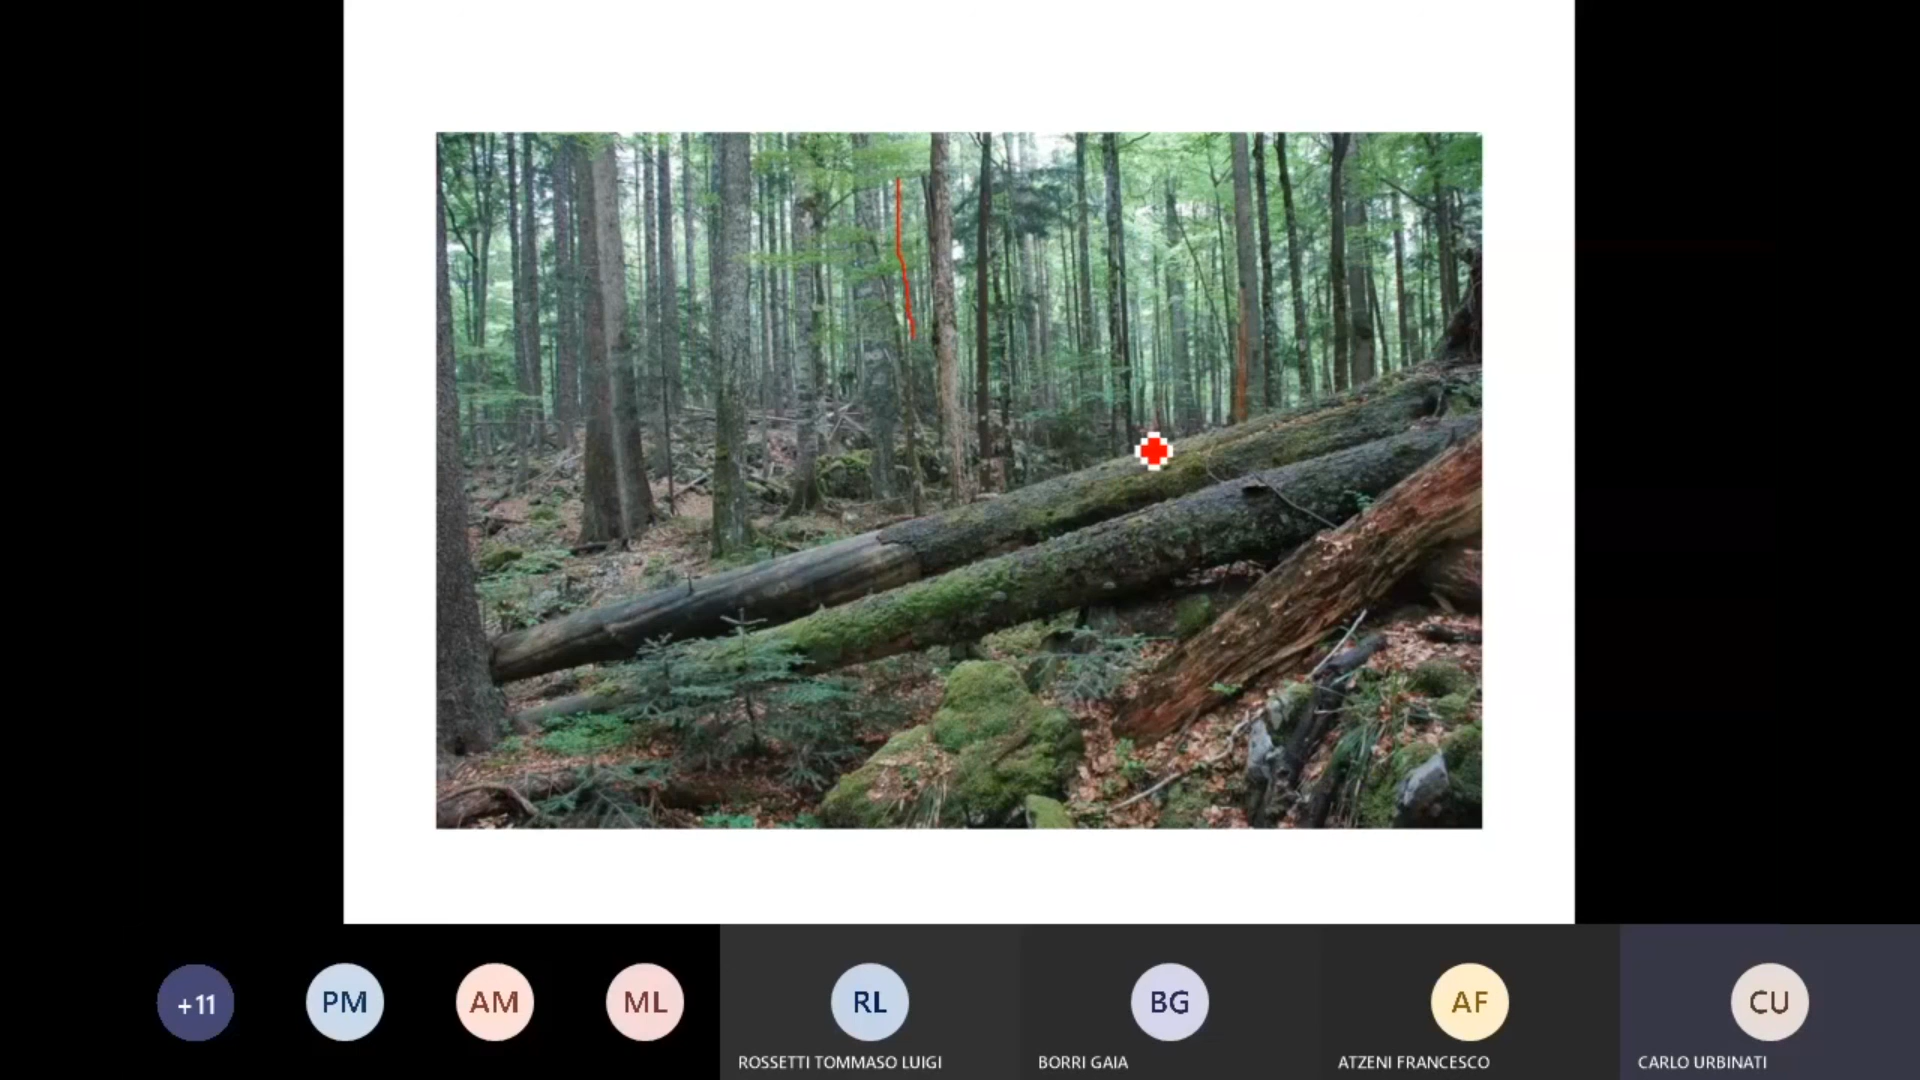 +11
PM
AM
ML
RL
BG
AF
CU
ROSSETTI TOMMASO LUIGI
BORRI GAIA
ATZENI FRANCESCO
CARLO URBINATI